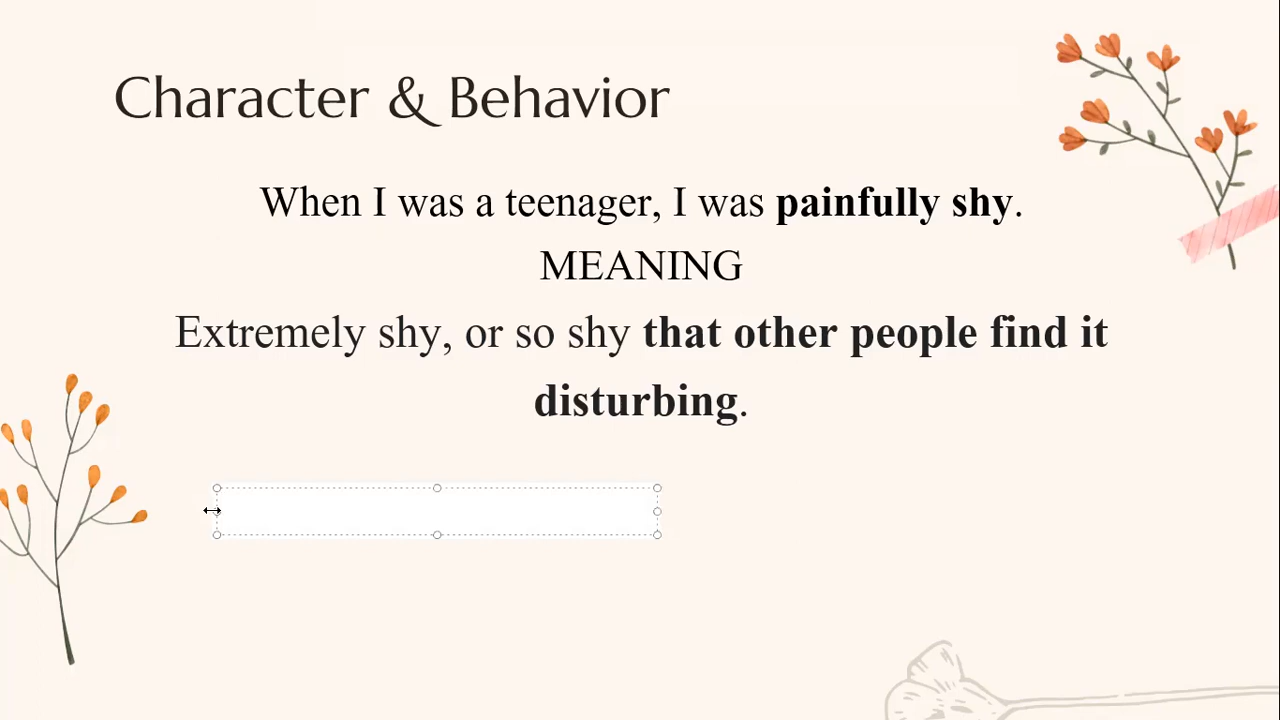 Character & Behavior
When I was a teenager, I was painfully shy.
MEANING
Extremely shy, or so shy that other people find it
disturbing.